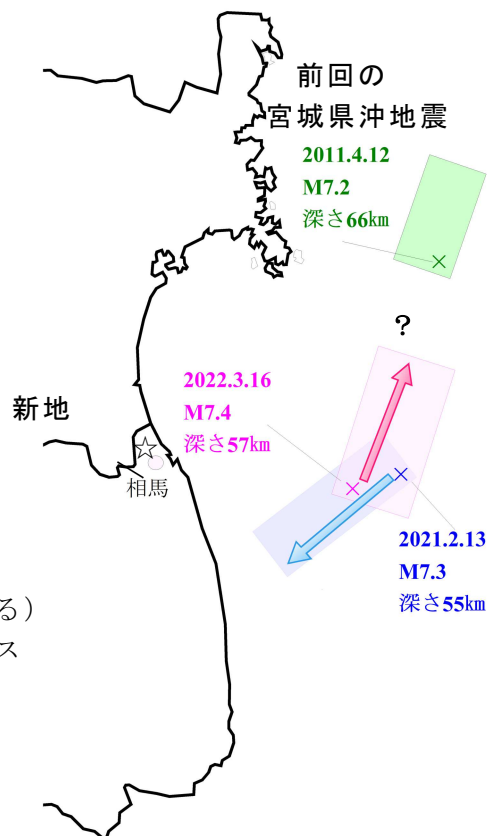 前回の
宮城県沖地震
2011.4.12
M7.2
深さ66㎞
?
2022.3.16
M7.4
深さ57㎞
新地
相馬
2021.2.13
M7.3
深さ55㎞
る）
ス